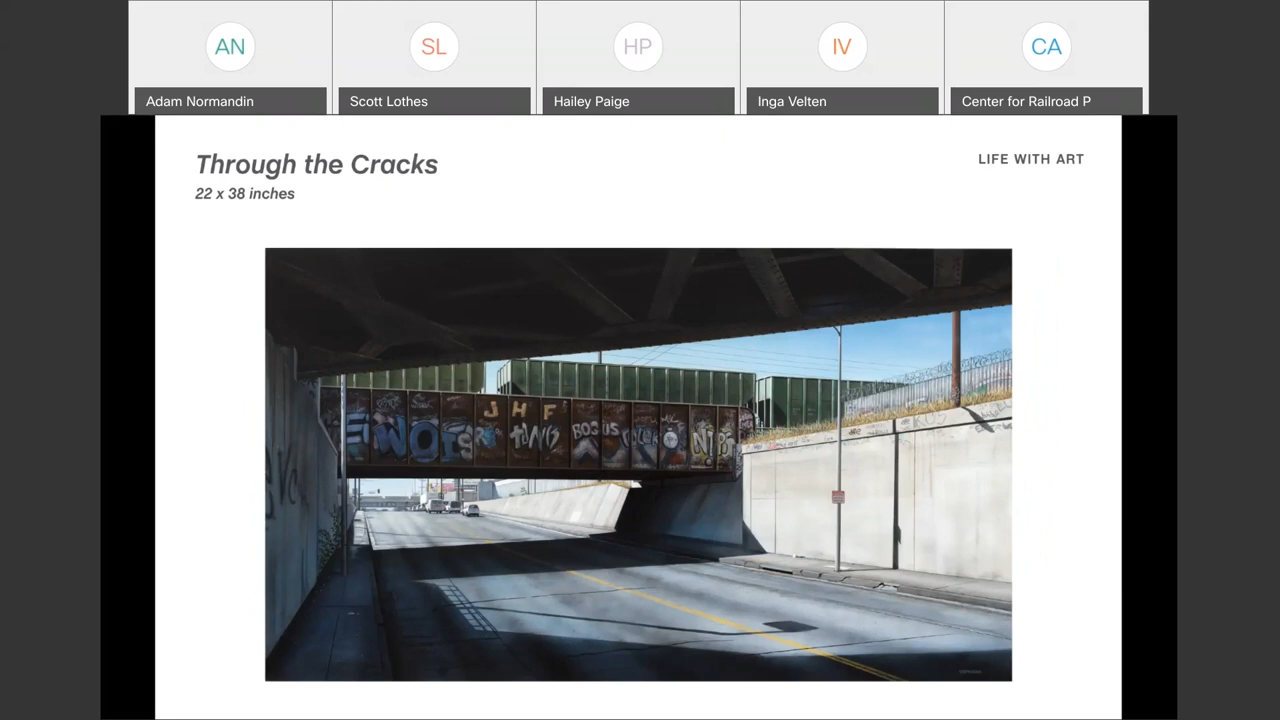 AN
SL
HP
IV
CA
Adam Normandin
Scott Lothes
Hailey Paige
Inga Velten
Center for Railroad P
Through the Cracks
LIFE WITH ART
22 x 38 inches
JHF